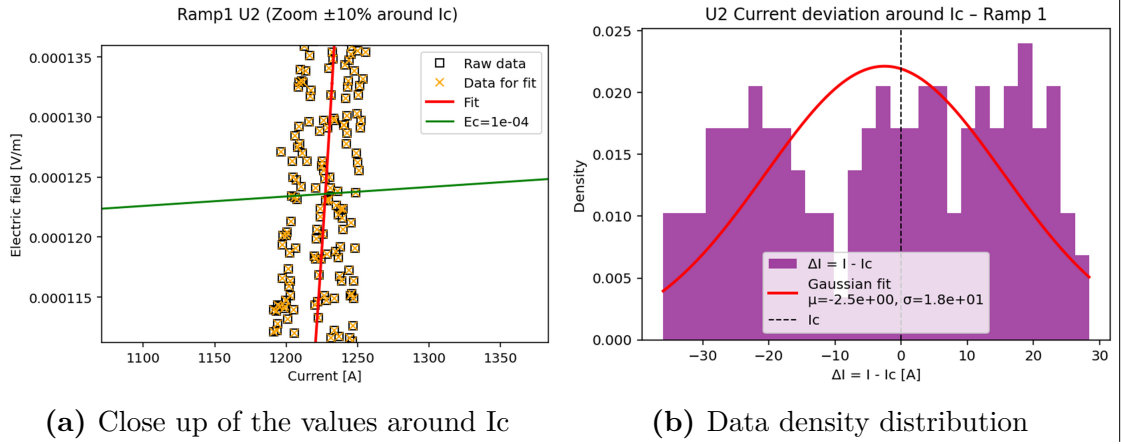 Ramp1 U2 (Zoom ±10% around Ic)
0.000135
0.000130
0.000125
0.000120
0.000115
Electric field [V/m]
Raw data
Data for fit
Fit
Ec=1e-04
1100
1150
1200
1250
1300
1350
Current [A]
(a) Close up of the values around Ic
U2 Current deviation around Ic – Ramp 1
0.025
0.020
0.015
0.010
0.005
0.000
Density
ΔI = I - Ic
Gaussian fit
μ=-2.5e+00, σ=1.8e+01
Ic
−30
−20
−10
0
10
20
30
ΔI = I - Ic [A]
(b) Data density distribution